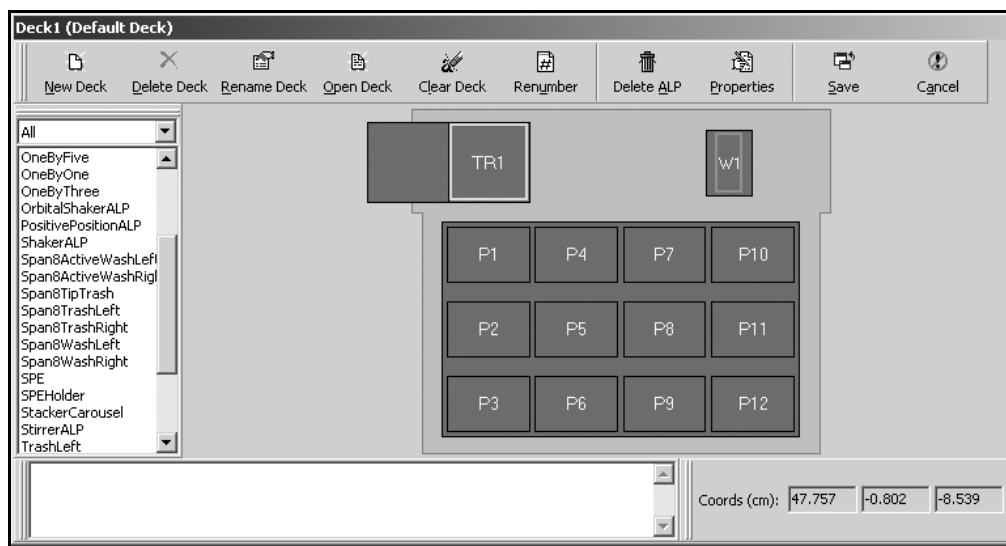 Deck1 (Default Deck)
New Deck Delete Deck Rename Deck Open Deck Clear Deck Renumber Delete ALP Properties Save Cancel
All
OneByFive
OneByOne
OneByThree
OrbitalShakerALP
PositivePositionALP
ShakerALP
Span8ActiveWashLeft
Span8ActiveWashRigl
Span8TipTrash
Span8TrashLeft
Span8TrashRight
Span8WashLeft
Span8WashRight
SPE
SPEHolder
StackerCarousel
StirrerALP
TrashLeft
TR1 W1
P1 P4 P7 P10
P2 P5 P8 P11
P3 P6 P9 P12
Coords (cm): 47.757 -0.802 -8.539